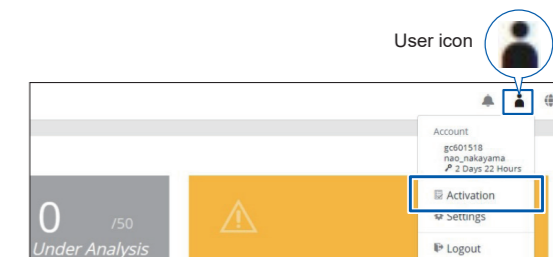 User icon
Account
gc601518
nao_nakayama
2 Days 22 Hours
Activation
Settings
Logout
0 /50
Under Analysis